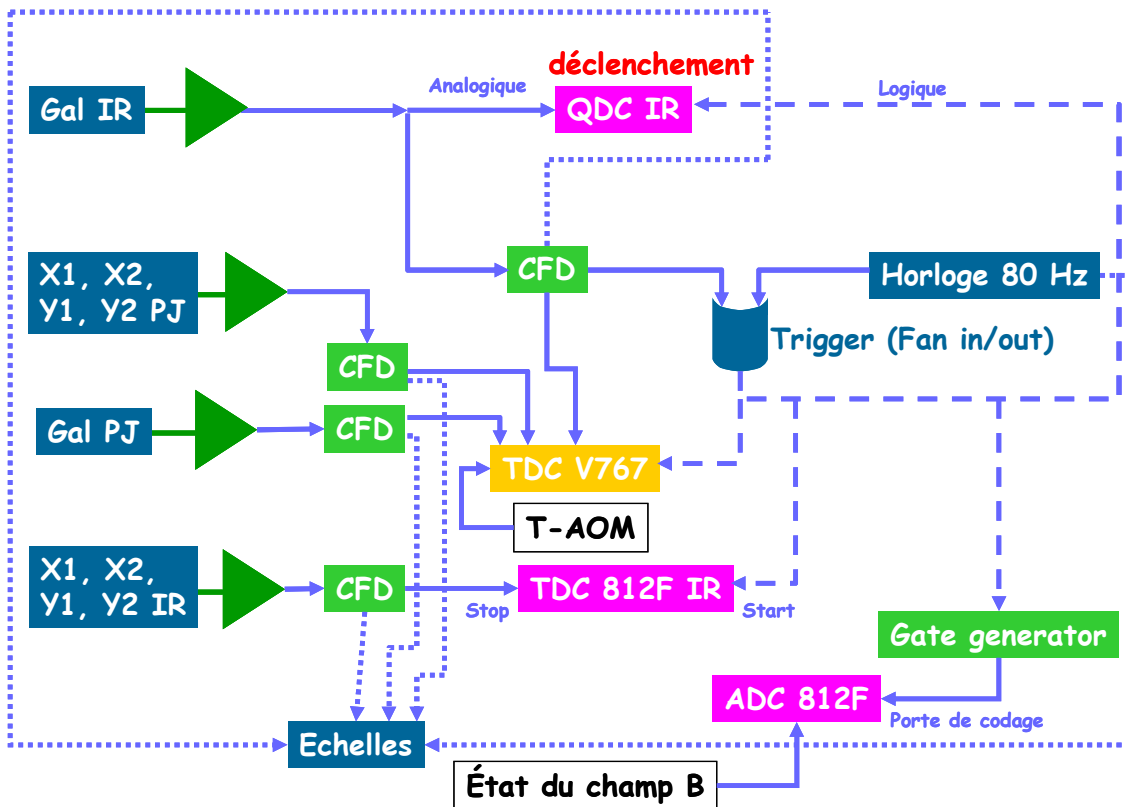 déclenchement
Analogique
Logique
Gal IR
QDC IR
X1, X2,
Y1, Y2 PJ
CFD
Horloge 80 Hz
Trigger (Fan in/out)
CFD
Gal PJ
CFD
TDC V767
T-AOM
X1, X2,
Y1, Y2 IR
CFD
Stop
TDC 812F IR
Start
Gate generator
ADC 812F
Porte de codage
Echelles
État du champ B